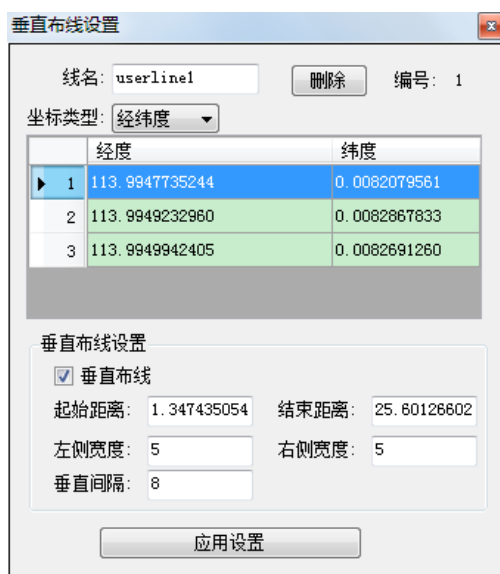 垂直布线设置
线名: userline1 删除 编号: 1
坐标类型: 经纬度
经度 纬度
1 113.9947735244 0.0082079561
2 113.9949232960 0.0082867833
3 113.9949942405 0.0082691260
垂直布线设置
垂直布线
起始距离: 1.347435054 结束距离: 25.60126602
左侧宽度: 5 右侧宽度: 5
垂直间隔: 8
应用设置